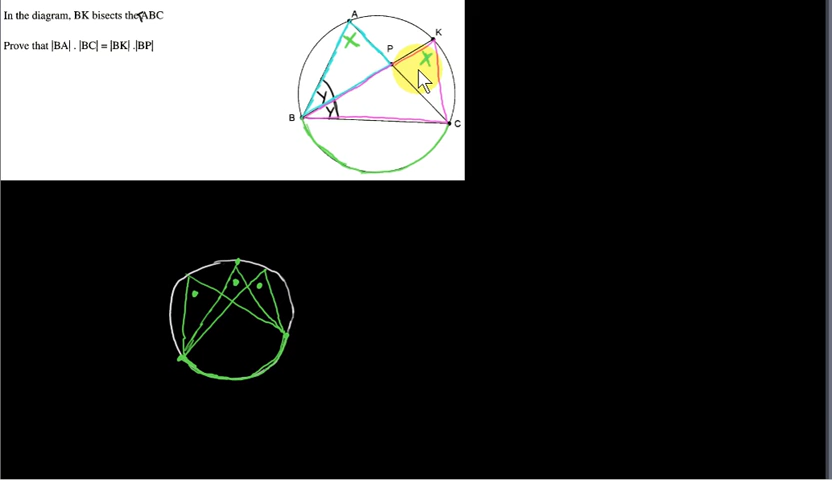 In the diagram, BK bisects the ABC
Prove that |BA| . |BC| = |BK| .|BP|
A
K
P
X
X
B
Y
Y
C